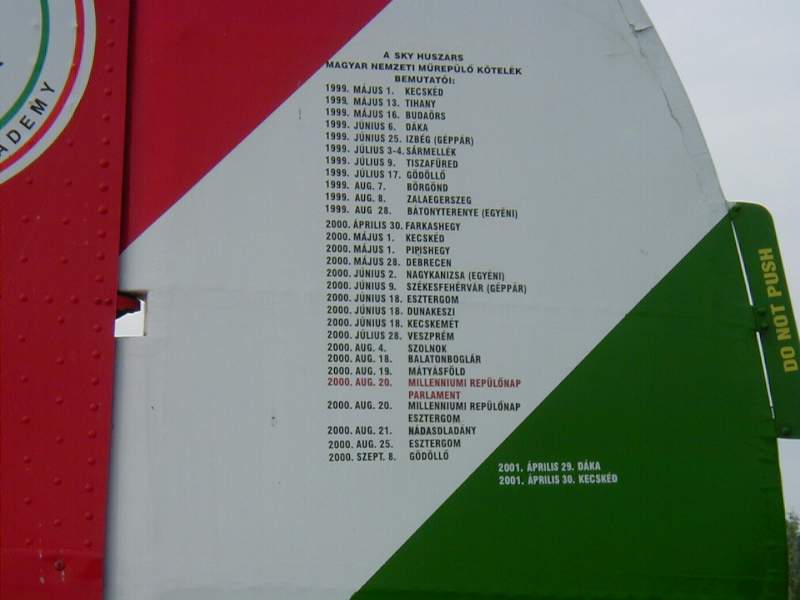 ADEMY
A SKY HUSZARS
MAGYAR NEMZETI MŰREPÜLŐ KÖTELÉK
BEMUTATÓI:
1999. MÁJUS 1. KECSKÉD
1999. MÁJUS 13. TIHANY
1999. MÁJUS 16. BUDAÖRS
1999. JÚNIUS 6. DÁKA
1999. JÚNIUS 25. IZBÉG (GÉPPÁR)
1999. JÚLIUS 3-4. SÁRMELLÉK
1999. JÚLIUS 9. TISZAFÜRED
1999. JÚLIUS 17. GÖDÖLLŐ
1999. AUG. 7. BÖRGÖND
1999. AUG. 8. ZALAEGERSZEG
1999. AUG 28. BÁTONYTERENYE (EGYÉNI)
2000. ÁPRILIS 30. FARKASHEGY
2000. MÁJUS 1. KECSKÉD
2000. MÁJUS 1. PIPISHEGY
2000. MÁJUS 28. DEBRECEN
2000. JÚNIUS 2. NAGYKANIZSA (EGYÉNI)
2000. JÚNIUS 9. SZÉKESFEHÉRVÁR (GÉPPÁR)
2000. JÚNIUS 18. ESZTERGOM
2000. JÚNIUS 18. DUNAKESZI
2000. JÚNIUS 18. KECSKEMÉT
2000. JÚLIUS 28. VESZPRÉM
2000. AUG. 4. SZOLNOK
2000. AUG. 18. BALATONBOGLÁR
2000. AUG. 19. MÁTYÁSFÖLD
2000. AUG. 20. MILLENNIUMI REPÜLŐNAP
PARLAMENT
2000. AUG. 20. MILLENNIUMI REPÜLŐNAP
ESZTERGOM
2000. AUG. 21. NÁDASDLADÁNY
2000. AUG. 25. ESZTERGOM
2000. SZEPT. 8. GÖDÖLLŐ
2001. ÁPRILIS 29. DÁKA
2001. ÁPRILIS 30. KECSKÉD
DO NOT PUSH